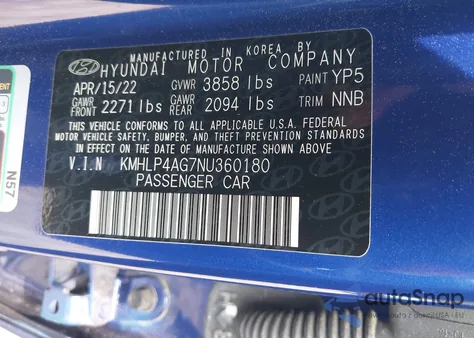 MANUFACTURED IN KOREA BY
HYUNDAI MOTOR COMPANY
APR/15/22 GVWR 3858 lbs PAINT YP5
GAWR FRONT 2271 lbs GAWR REAR 2094 lbs TRIM NNB
THIS VEHICLE CONFORMS TO ALL APPLICABLE U.S.A. FEDERAL
MOTOR VEHICLE SAFETY, BUMPER, AND THEFT PREVENTION STANDARDS
IN EFFECT ON THE DATE OF MANUFACTURE SHOWN ABOVE
V.I.N KMHLP4AG7NU360180
PASSENGER CAR
N57
autoSnap